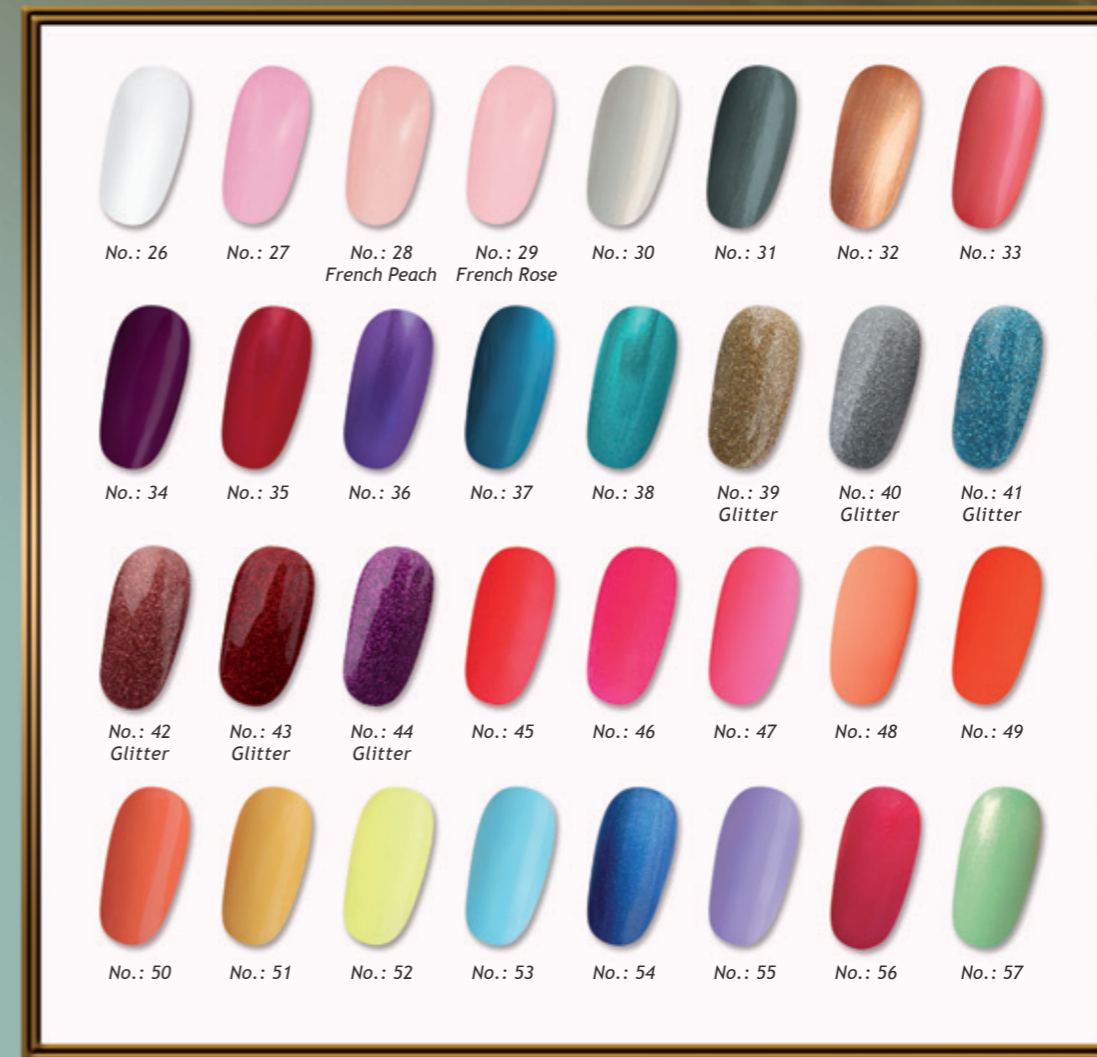 No.: 26
No.: 27
No.: 28
French Peach
No.: 29
French Rose
No.: 30
No.: 31
No.: 32
No.: 33
No.: 34
No.: 35
No.: 36
No.: 37
No.: 38
No.: 39
Glitter
No.: 40
Glitter
No.: 41
Glitter
No.: 42
Glitter
No.: 43
Glitter
No.: 44
Glitter
No.: 45
No.: 46
No.: 47
No.: 48
No.: 49
No.: 50
No.: 51
No.: 52
No.: 53
No.: 54
No.: 55
No.: 56
No.: 57